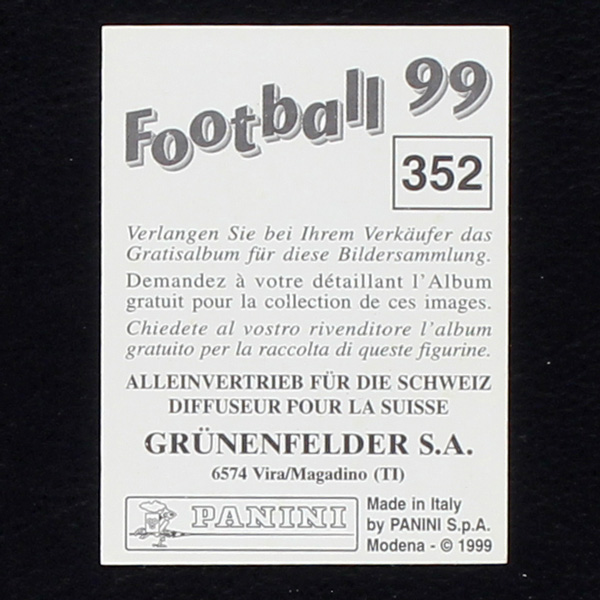 Football 99
352
Verlangen Sie bei Ihrem Verkäufer das
Gratisalbum für diese Bildersammlung.
Demandez à votre détaillant l'Album
gratuit pour la collection de ces images.
Chiedete al vostro rivenditore l'album
gratuito per la raccolta di queste figurine.
ALLEINVERTRIEB FÜR DIE SCHWEIZ
DIFFUSEUR POUR LA SUISSE
GRÜNENFELDER S.A.
6574 Vira/Magadino (TI)
PANINI
Made in Italy
by PANINI S.p.A.
Modena - © 1999